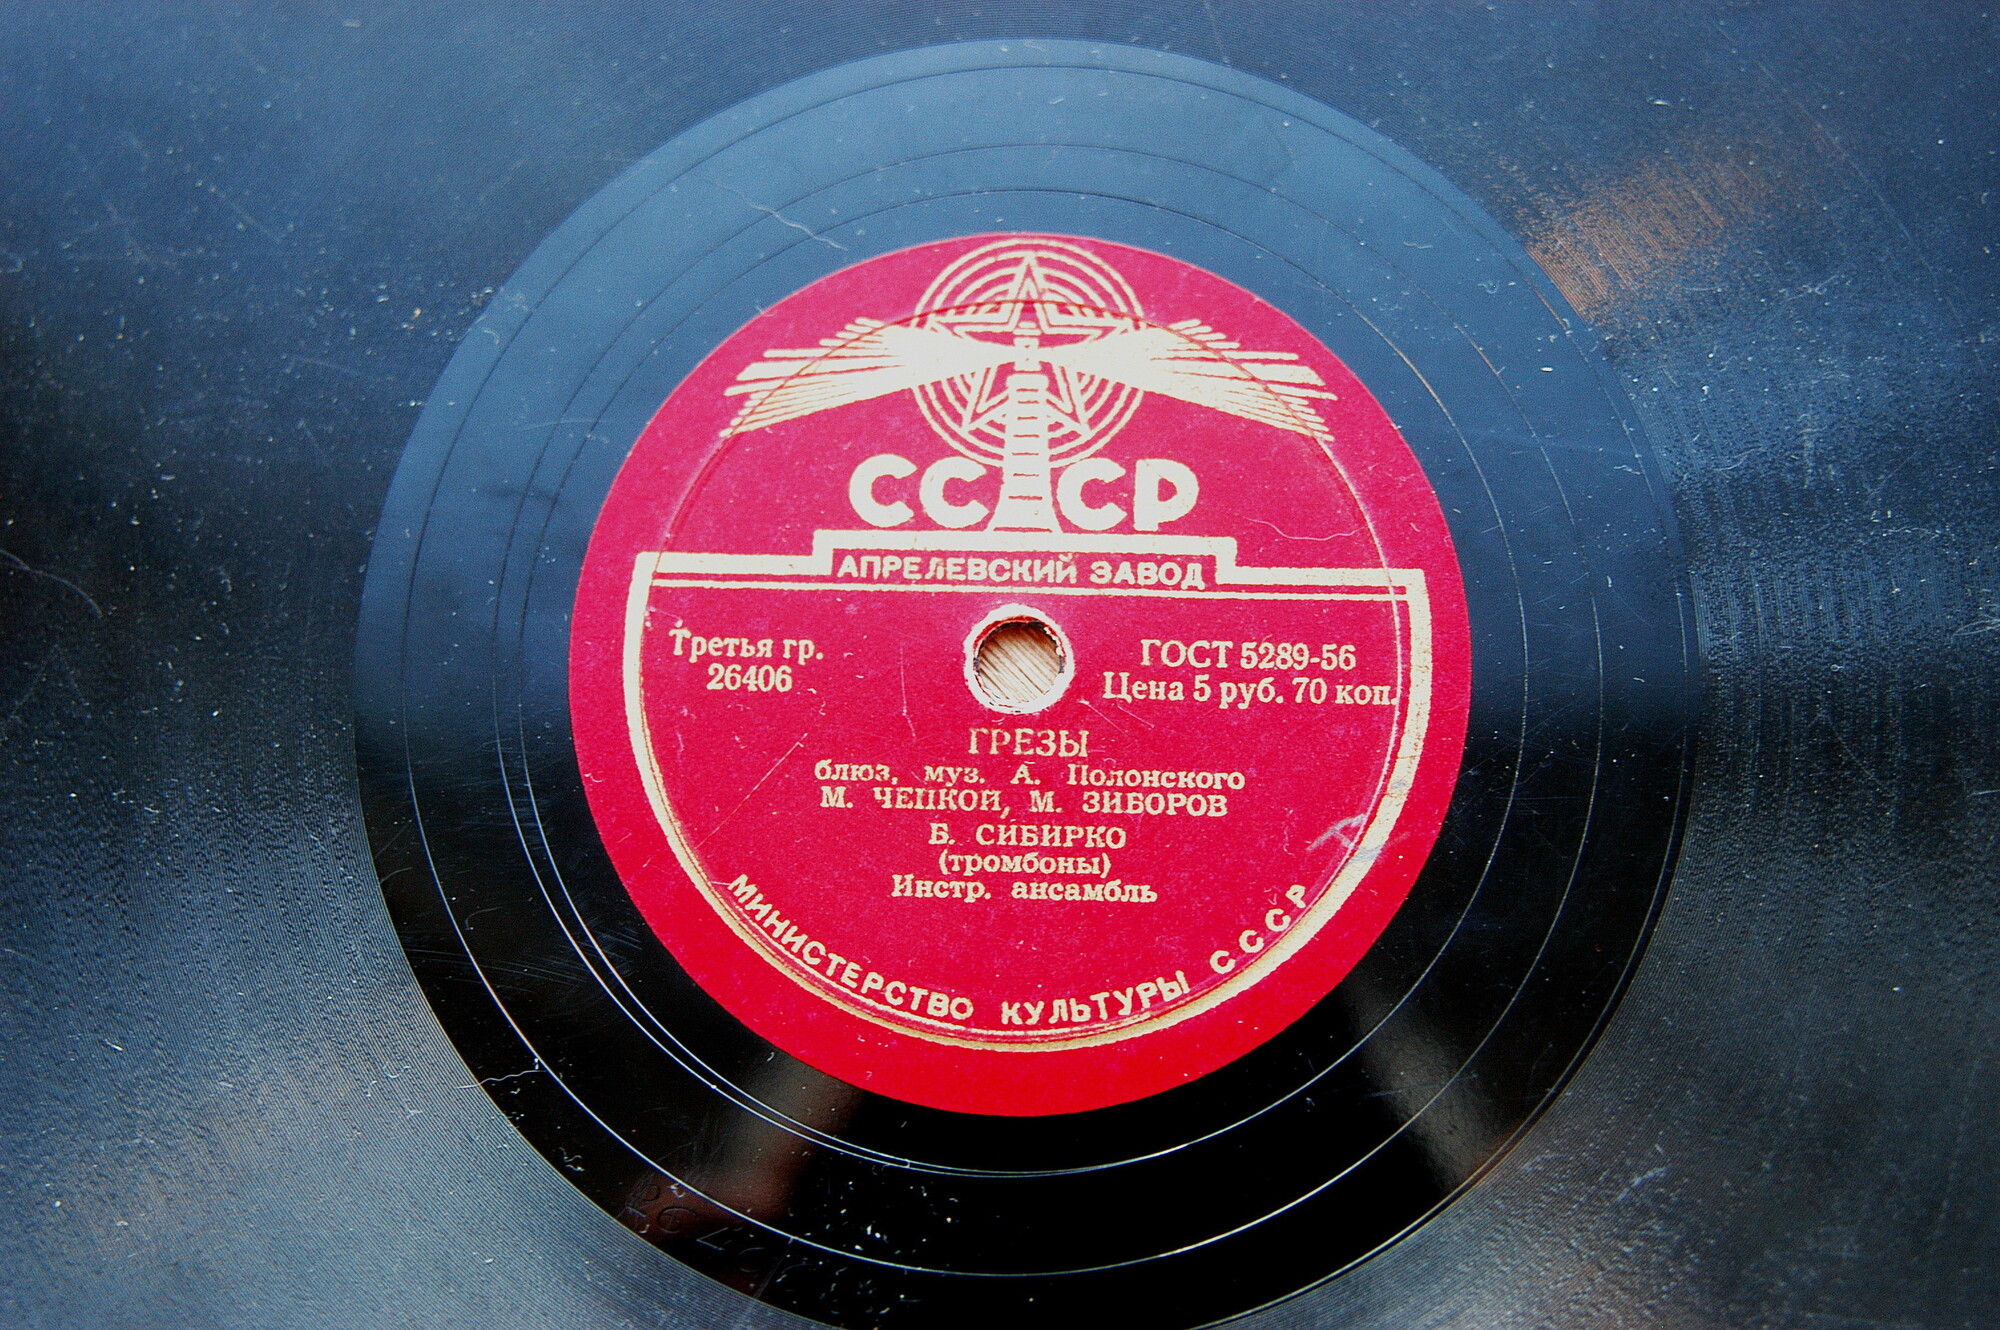 СССР
АПРЕЛЕВСКИЙ ЗАВОД
Третья гр.
26406
ГОСТ 5289-56
Цена 5 руб. 70 коп.
ГРЕЗЫ
блюз, муз. А. Полонского
М. ЧЕПКОЙ, М. ЗИБОРОВ
Б. СИБИРКО
(тромбоны)
Инстр. ансамбль
МИНИСТЕРСТВО КУЛЬТУРЫ СССР